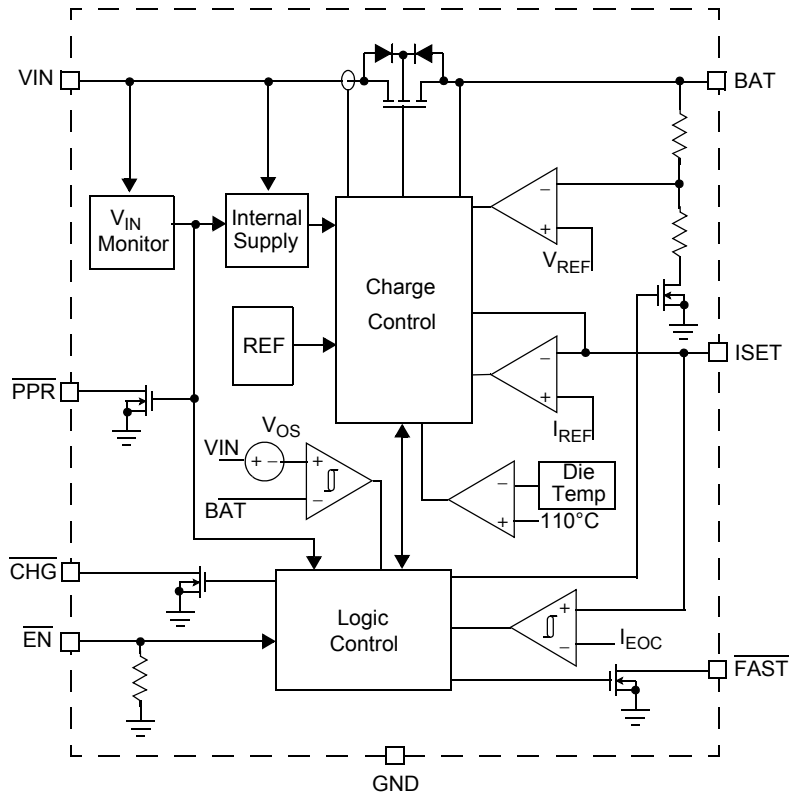 VIN
BAT
VIN
Monitor
Internal
Supply
−
+
VREF
Charge
Control
REF
−
+
IREF
ISET
PPR
VOS
VIN
+ −
+
−
BAT
−
+
Die
Temp
110°C
CHG
EN
Logic
Control
+
−
IEOC
FAST
GND